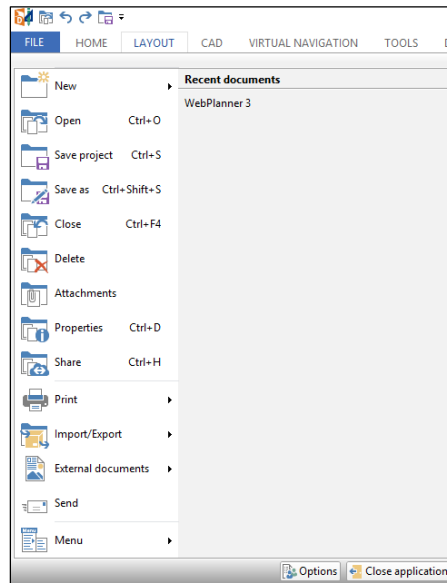 FILE HOME LAYOUT CAD VIRTUAL NAVIGATION TOOLS
New
Recent documents
WebPlanner 3
Open Ctrl+O
Save project Ctrl+S
Save as Ctrl+Shift+S
Close Ctrl+F4
Delete
Attachments
Properties Ctrl+D
Share Ctrl+H
Print
Import/Export
External documents
Send
Menu
Options Close application